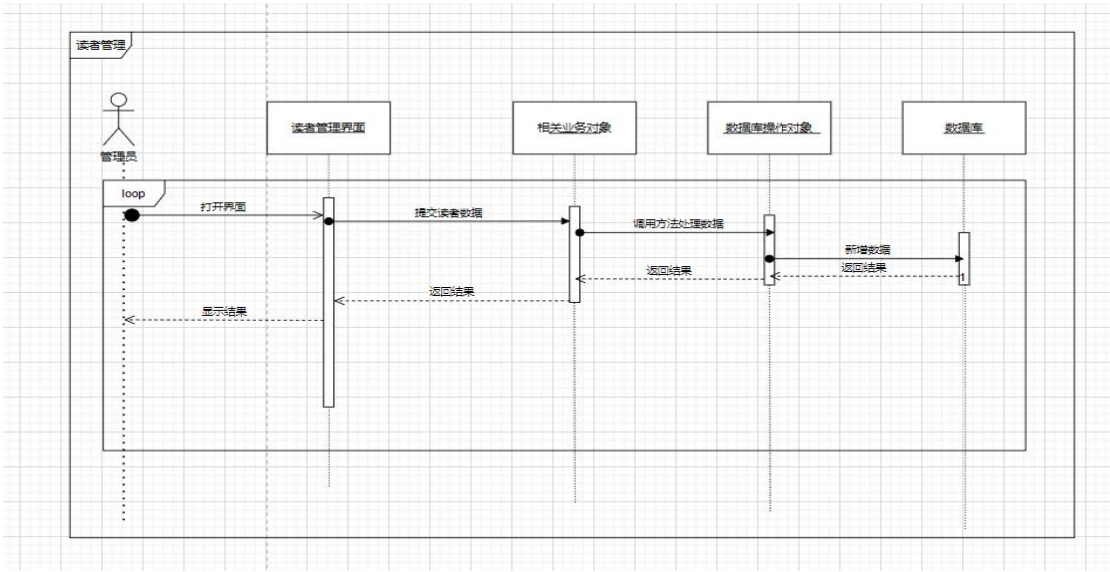 读者管理
管理员
读者管理界面
相关业务对象
数据库操作对象
数据库
loop
打开界面
提交读者数据
调用方法处理数据
新增数据
返回结果
1
返回结果
返回结果
显示结果